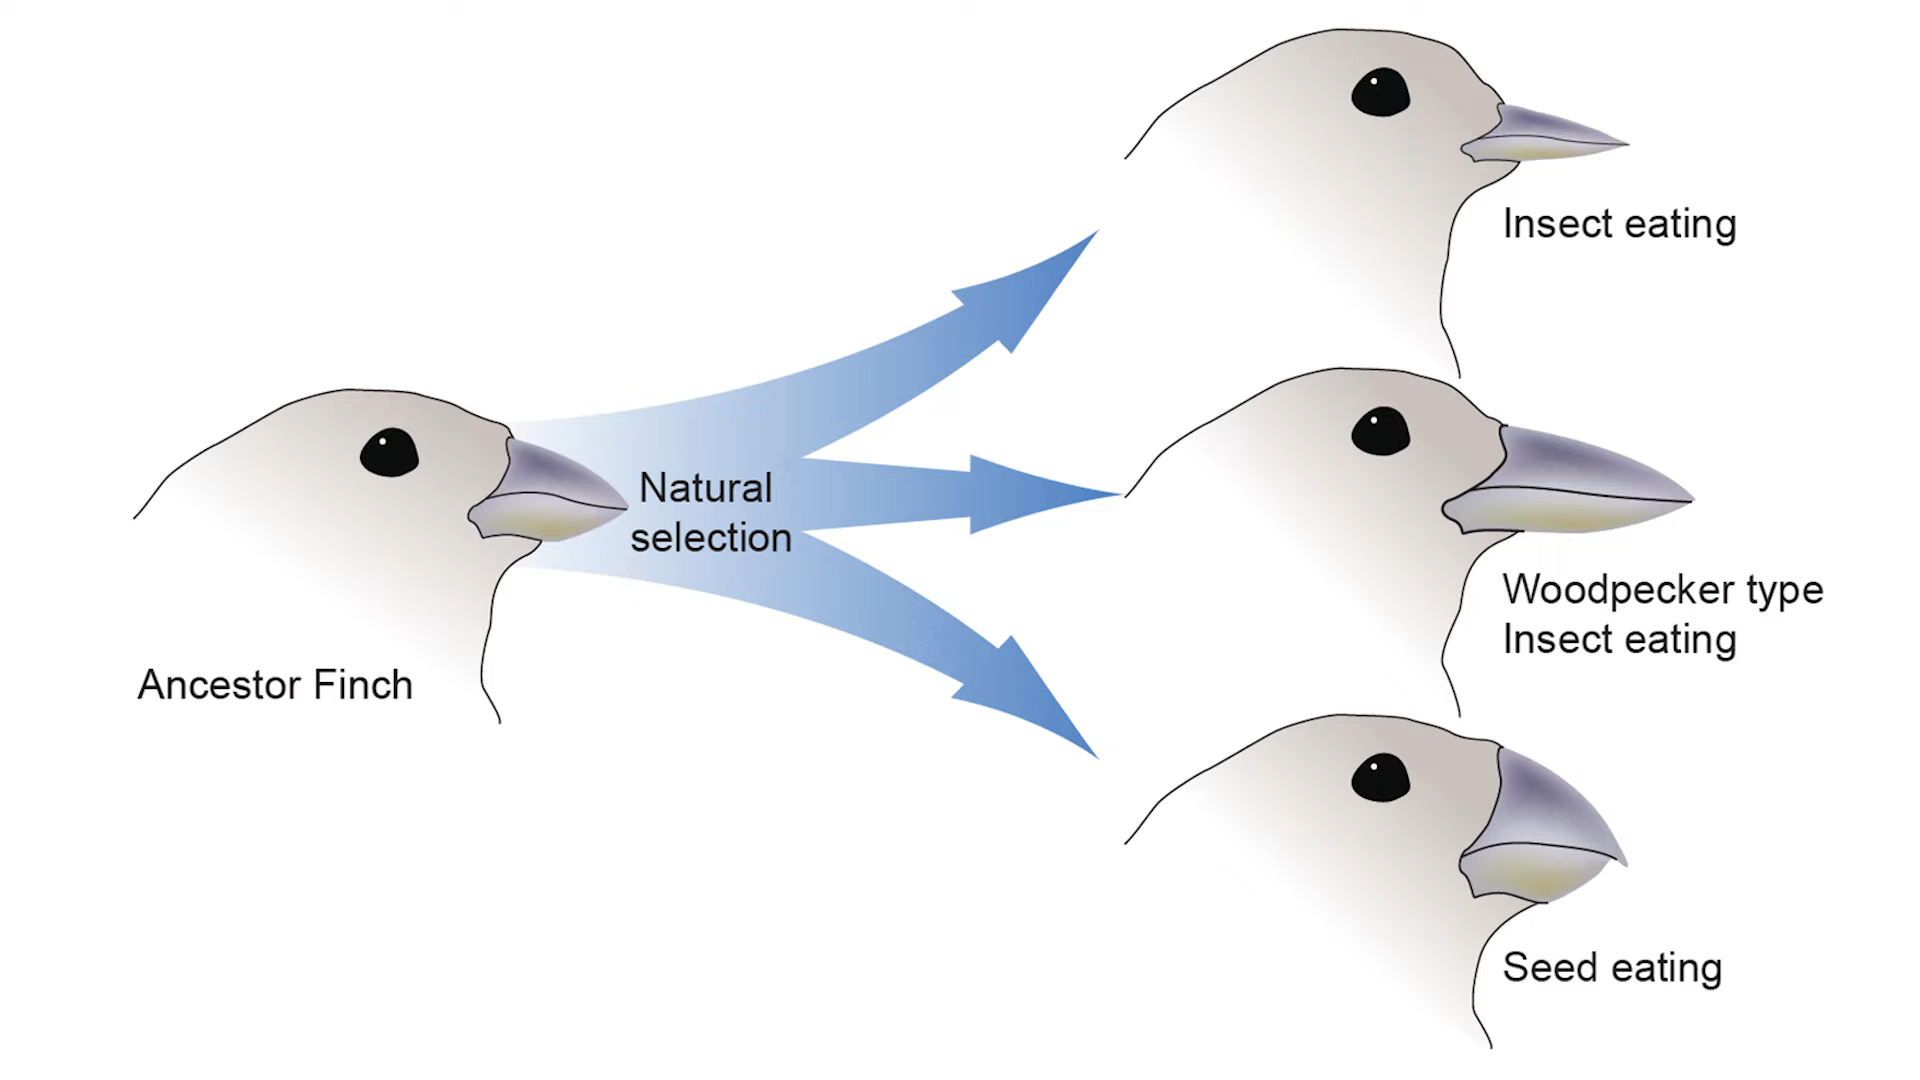 Insect eating
Natural
selection
Woodpecker type
Insect eating
Ancestor Finch
Seed eating